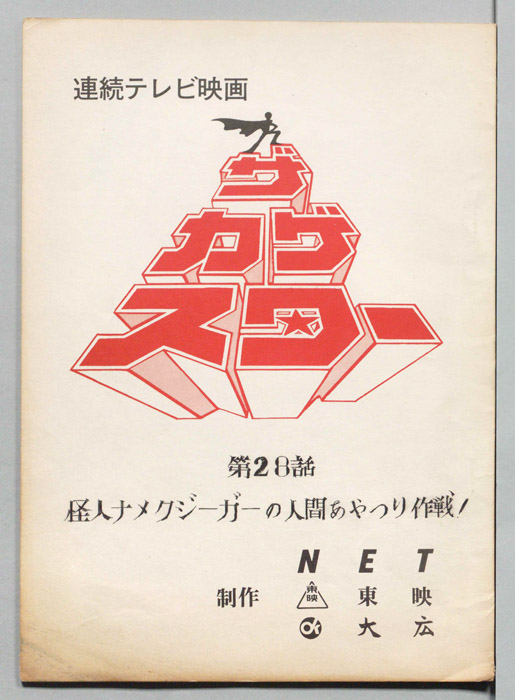 連続テレビ映画
ザ
カゲ
スター
第28話
怪人ナメクジーガーの人間あやつり作戦!
NET
制作 東映 東映
大広